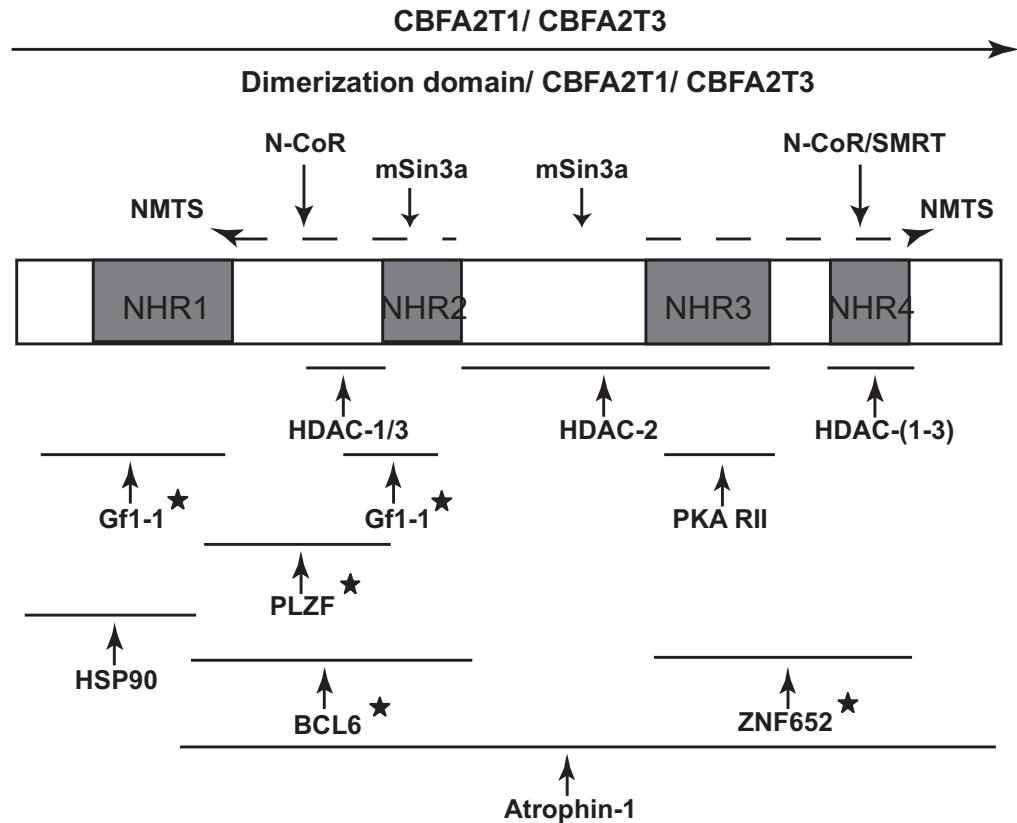 CBFA2T1/ CBFA2T3
Dimerization domain/ CBFA2T1/ CBFA2T3
N-CoR
N-CoR/SMRT
mSin3a
mSin3a
NMTS
NMTS
NHR1
NHR2
NHR3
NHR4
HDAC-1/3
HDAC-2
HDAC-(1-3)
Gf1-1
Gf1-1
PKA RII
PLZF
HSP90
BCL6
ZNF652
Atrophin-1